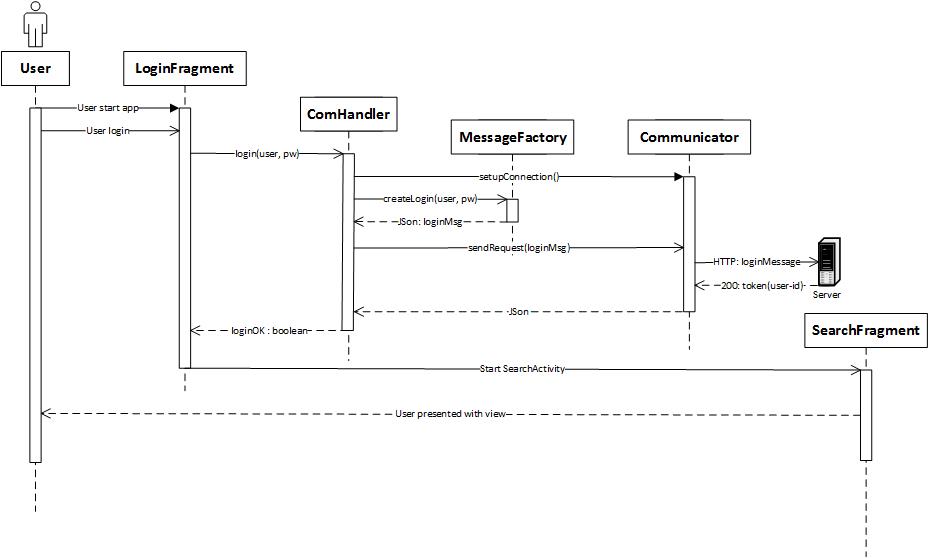 User
LoginFragment
User start app
ComHandler
User login
MessageFactory
Communicator
login(user, pw)
setupConnection()
createLogin(user, pw)
JSon: loginMsg
sendRequest(loginMsg)
HTTP: loginMessage
200: token(user-id)
Server
JSon
loginOK : boolean
SearchFragment
Start SearchActivity
User presented with view